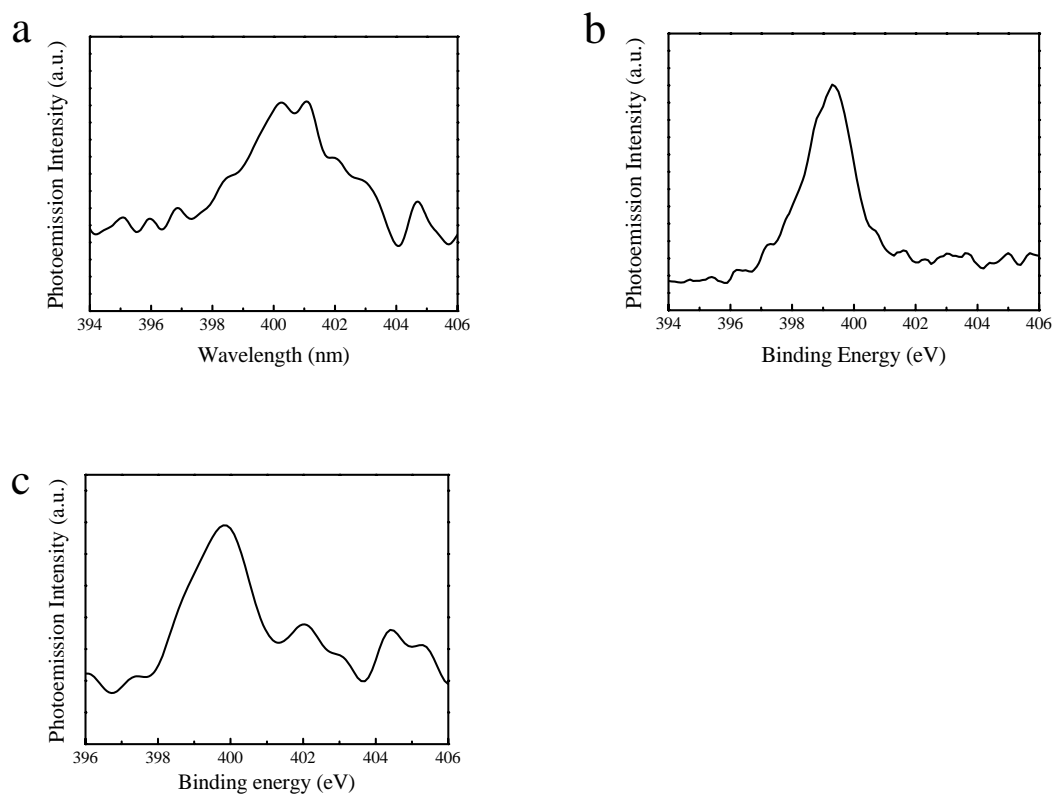 a
Photoemission Intensity (a.u.)
394 396 398 400 402 404 406
Wavelength (nm)
b
Photoemission Intensity (a.u.)
394 396 398 400 402 404 406
Binding Energy (eV)
c
Photoemission Intensity (a.u.)
396 398 400 402 404 406
Binding energy (eV)